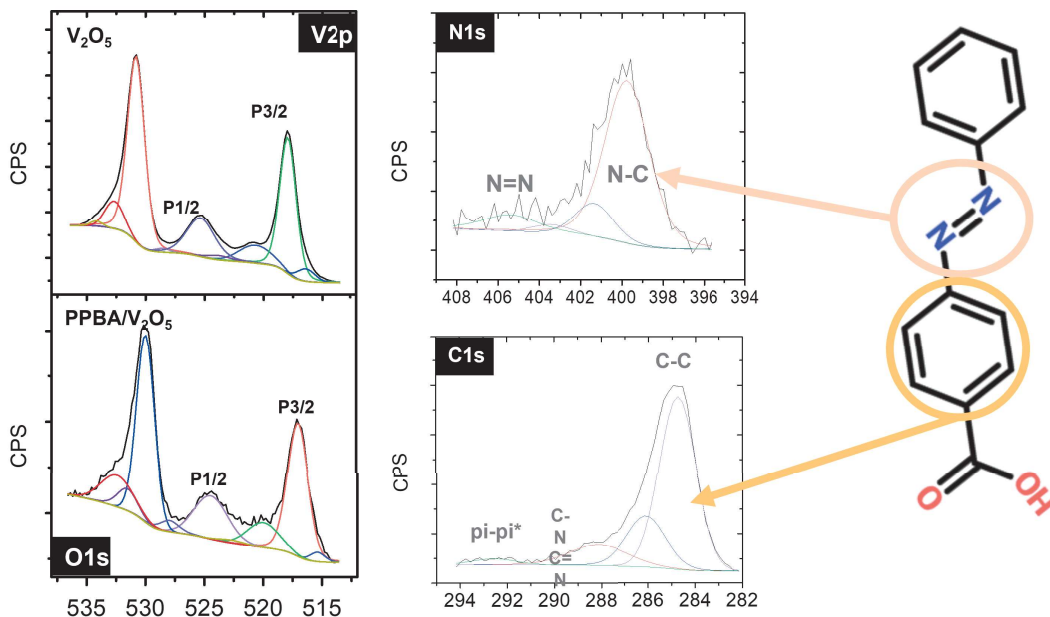 V₂O₅
V2p
P3/2
P1/2
CPS
PPBA/V₂O₅
P3/2
P1/2
CPS
O1s
535 530 525 520 515
N1s
N=N
N-C
CPS
408 406 404 402 400 398 396 394
C1s
C-C
CPS
pi-pi*
C-
N
C=
N
294 292 290 288 286 284 282
N
N
O
OH